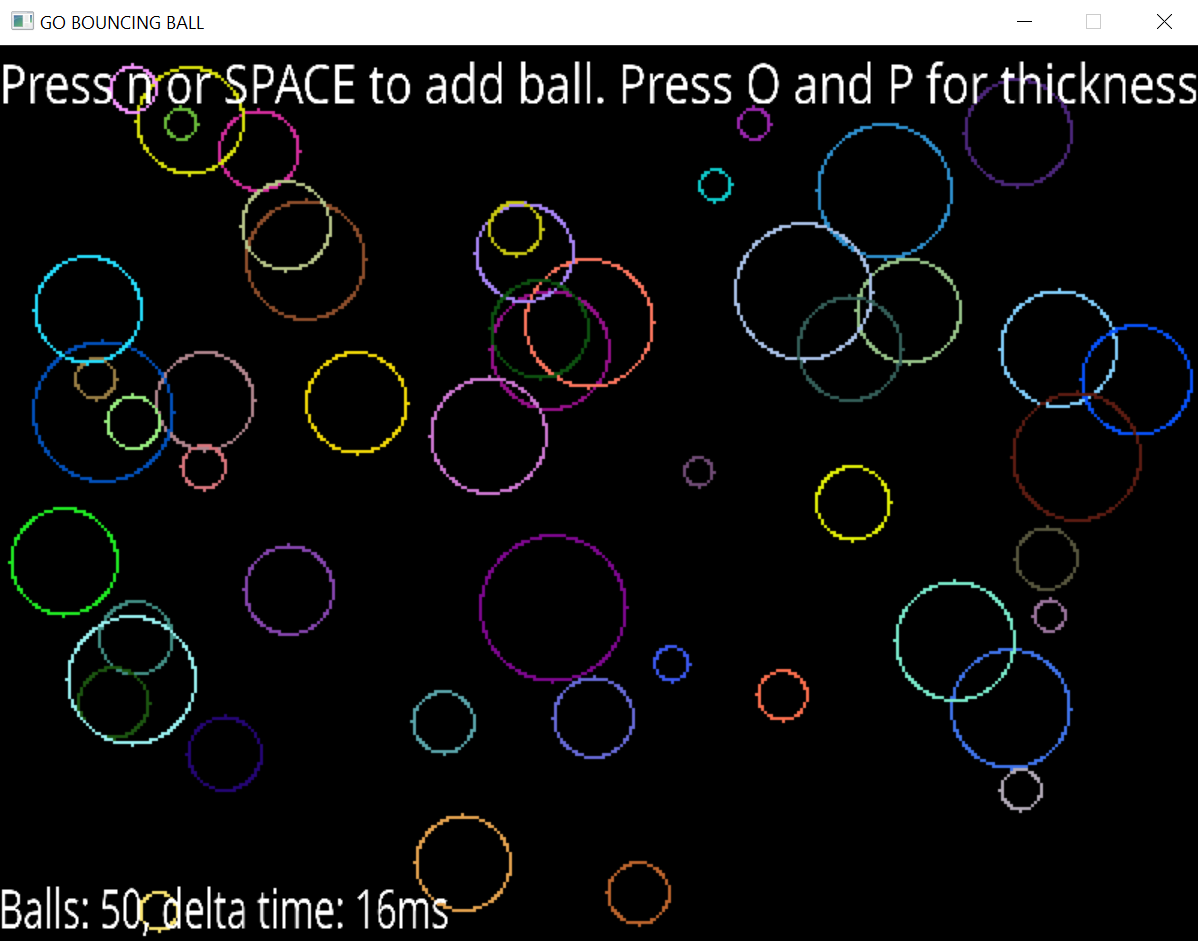 GO BOUNCING BALL
Press n or SPACE to add ball. Press O and P for thickness
Balls: 50, delta time: 16ms